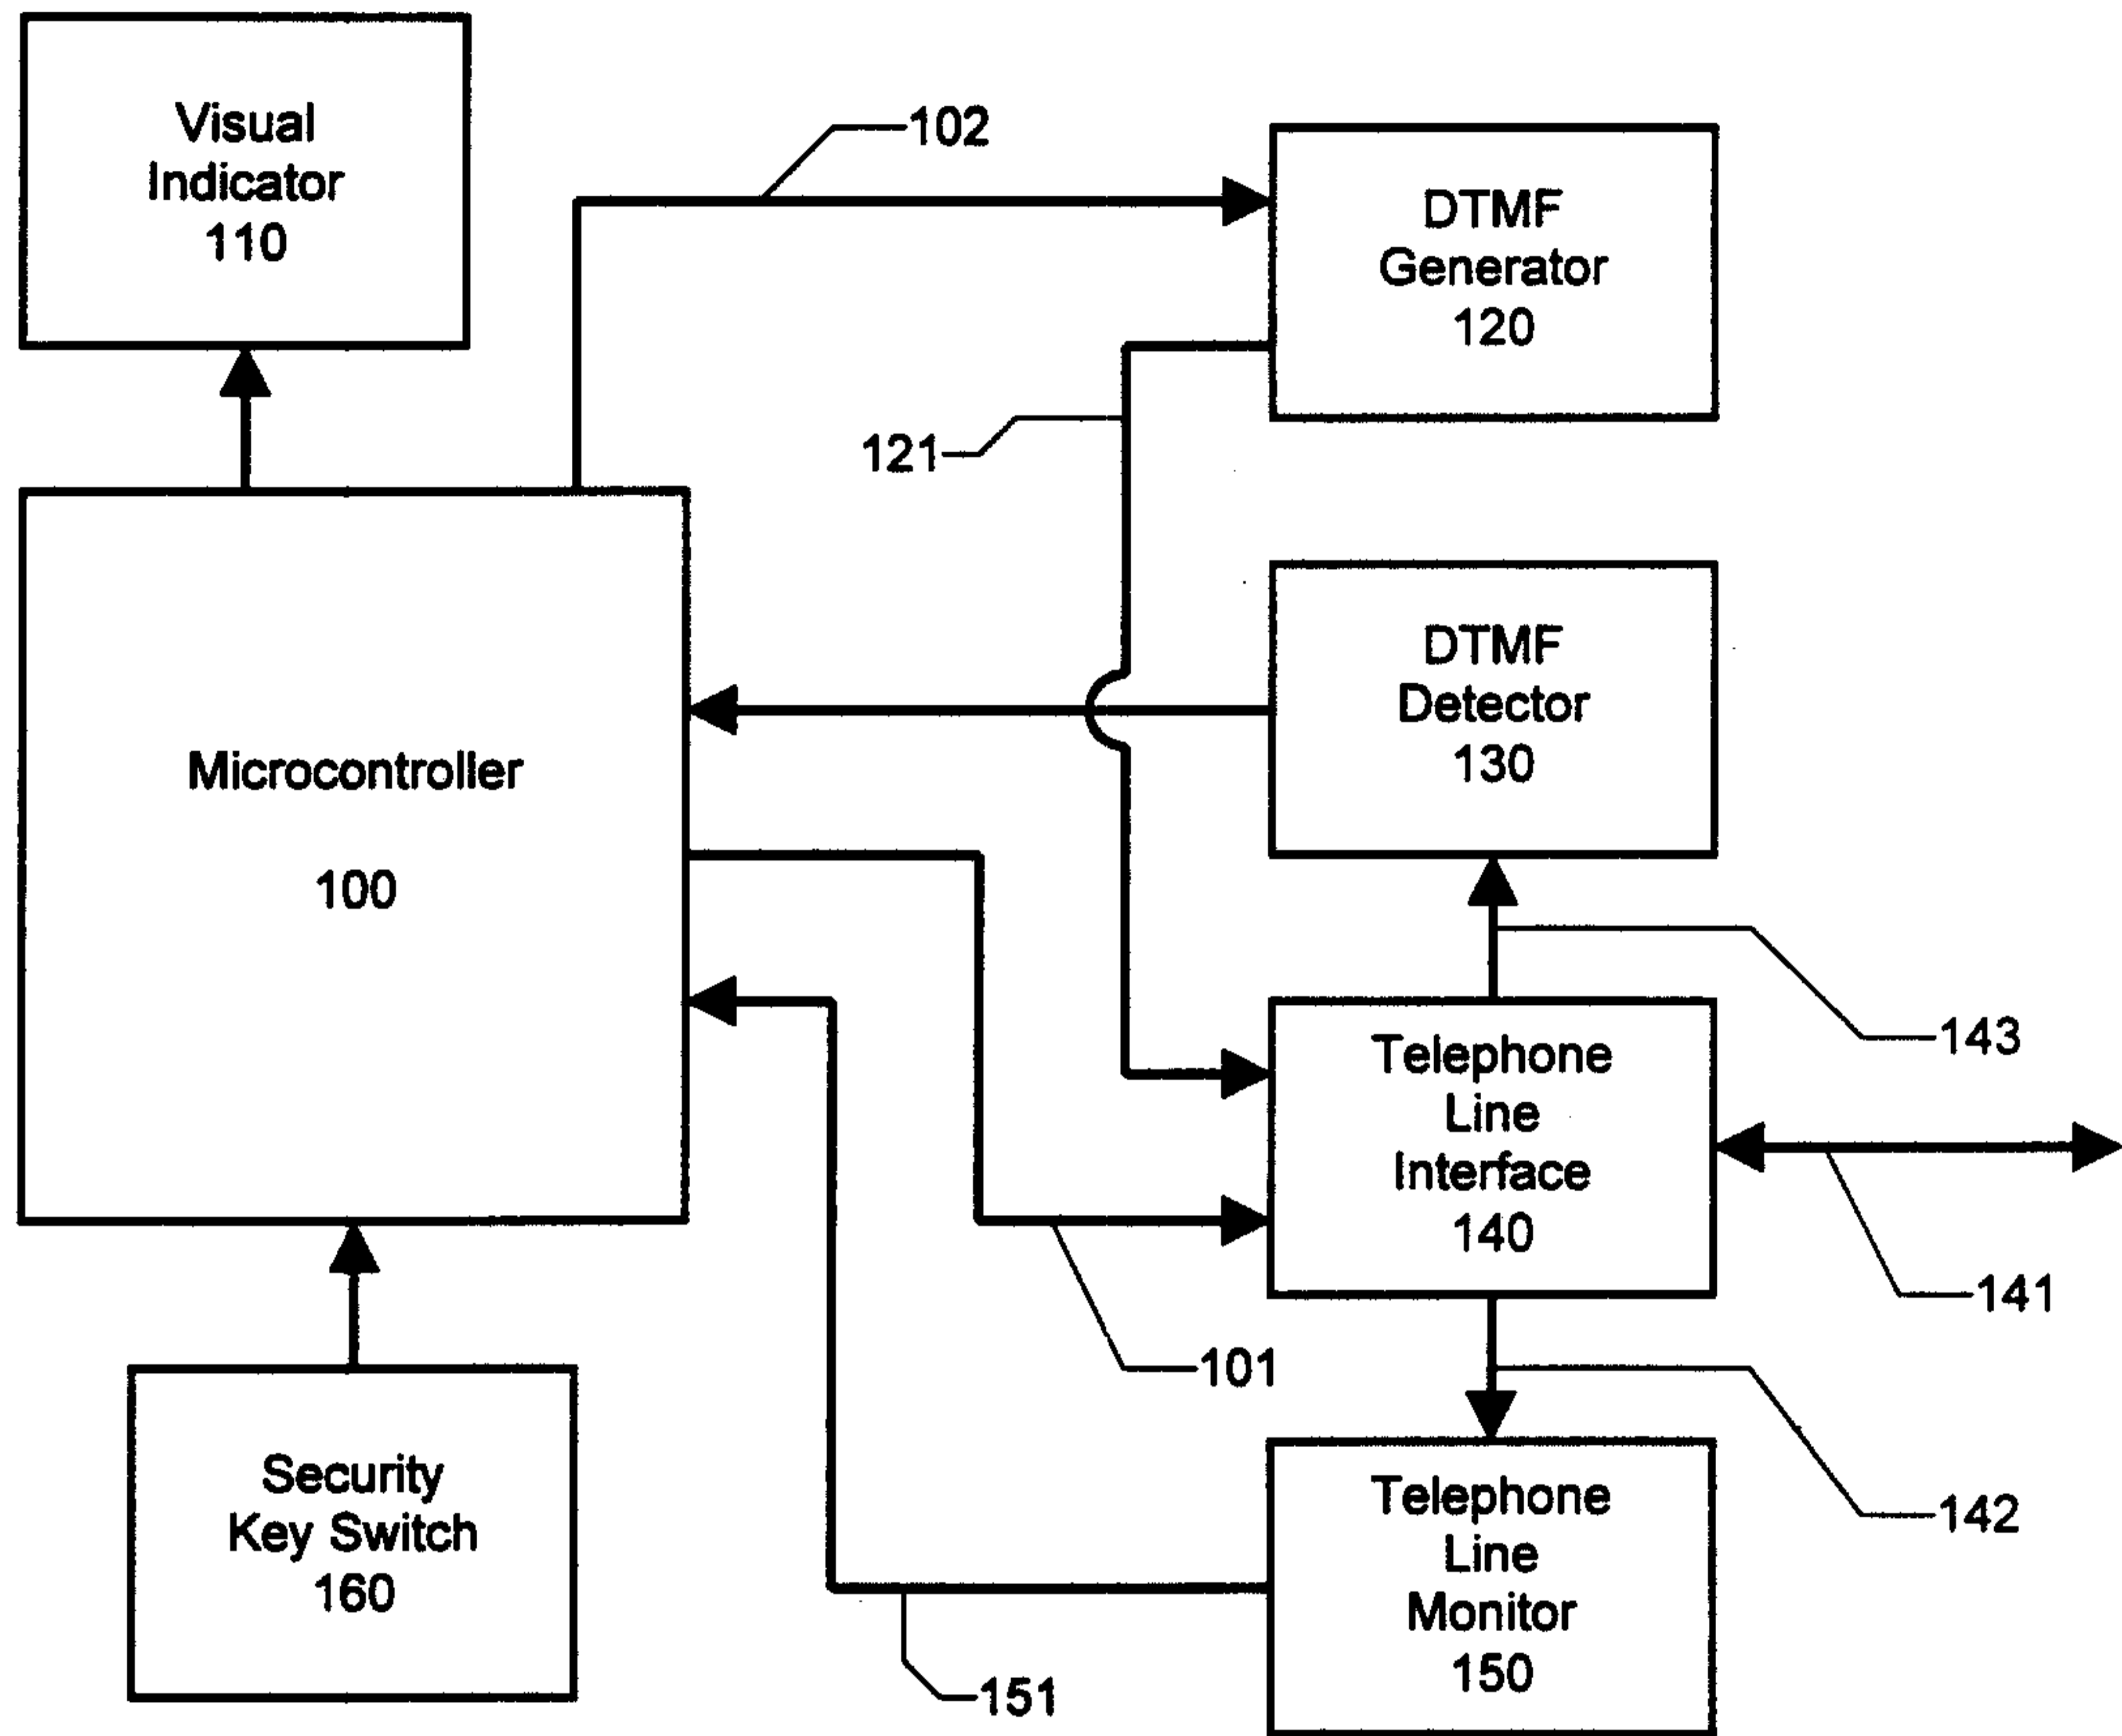 Visual
Indicator
110
102
DTMF
Generator
120
121
DTMF
Detector
130
Microcontroller
100
143
Telephone
Line
Interface
140
141
101
142
Security
Key Switch
160
Telephone
Line
Monitor
150
151